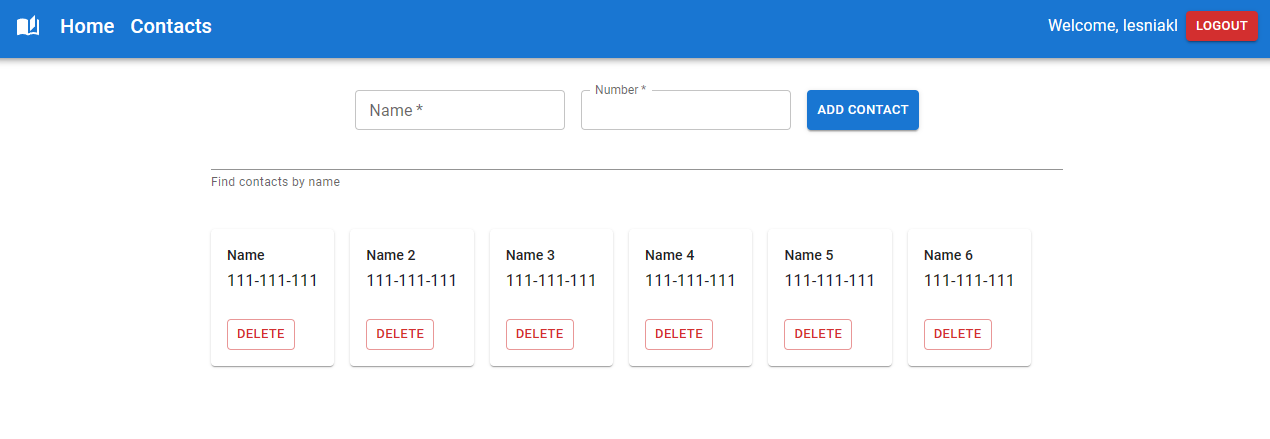 Home Contacts Welcome, lesniakl LOGOUT
Name * Number * ADD CONTACT
Find contacts by name
Name Name 2 Name 3 Name 4 Name 5 Name 6
111-111-111 111-111-111 111-111-111 111-111-111 111-111-111 111-111-111
DELETE DELETE DELETE DELETE DELETE DELETE